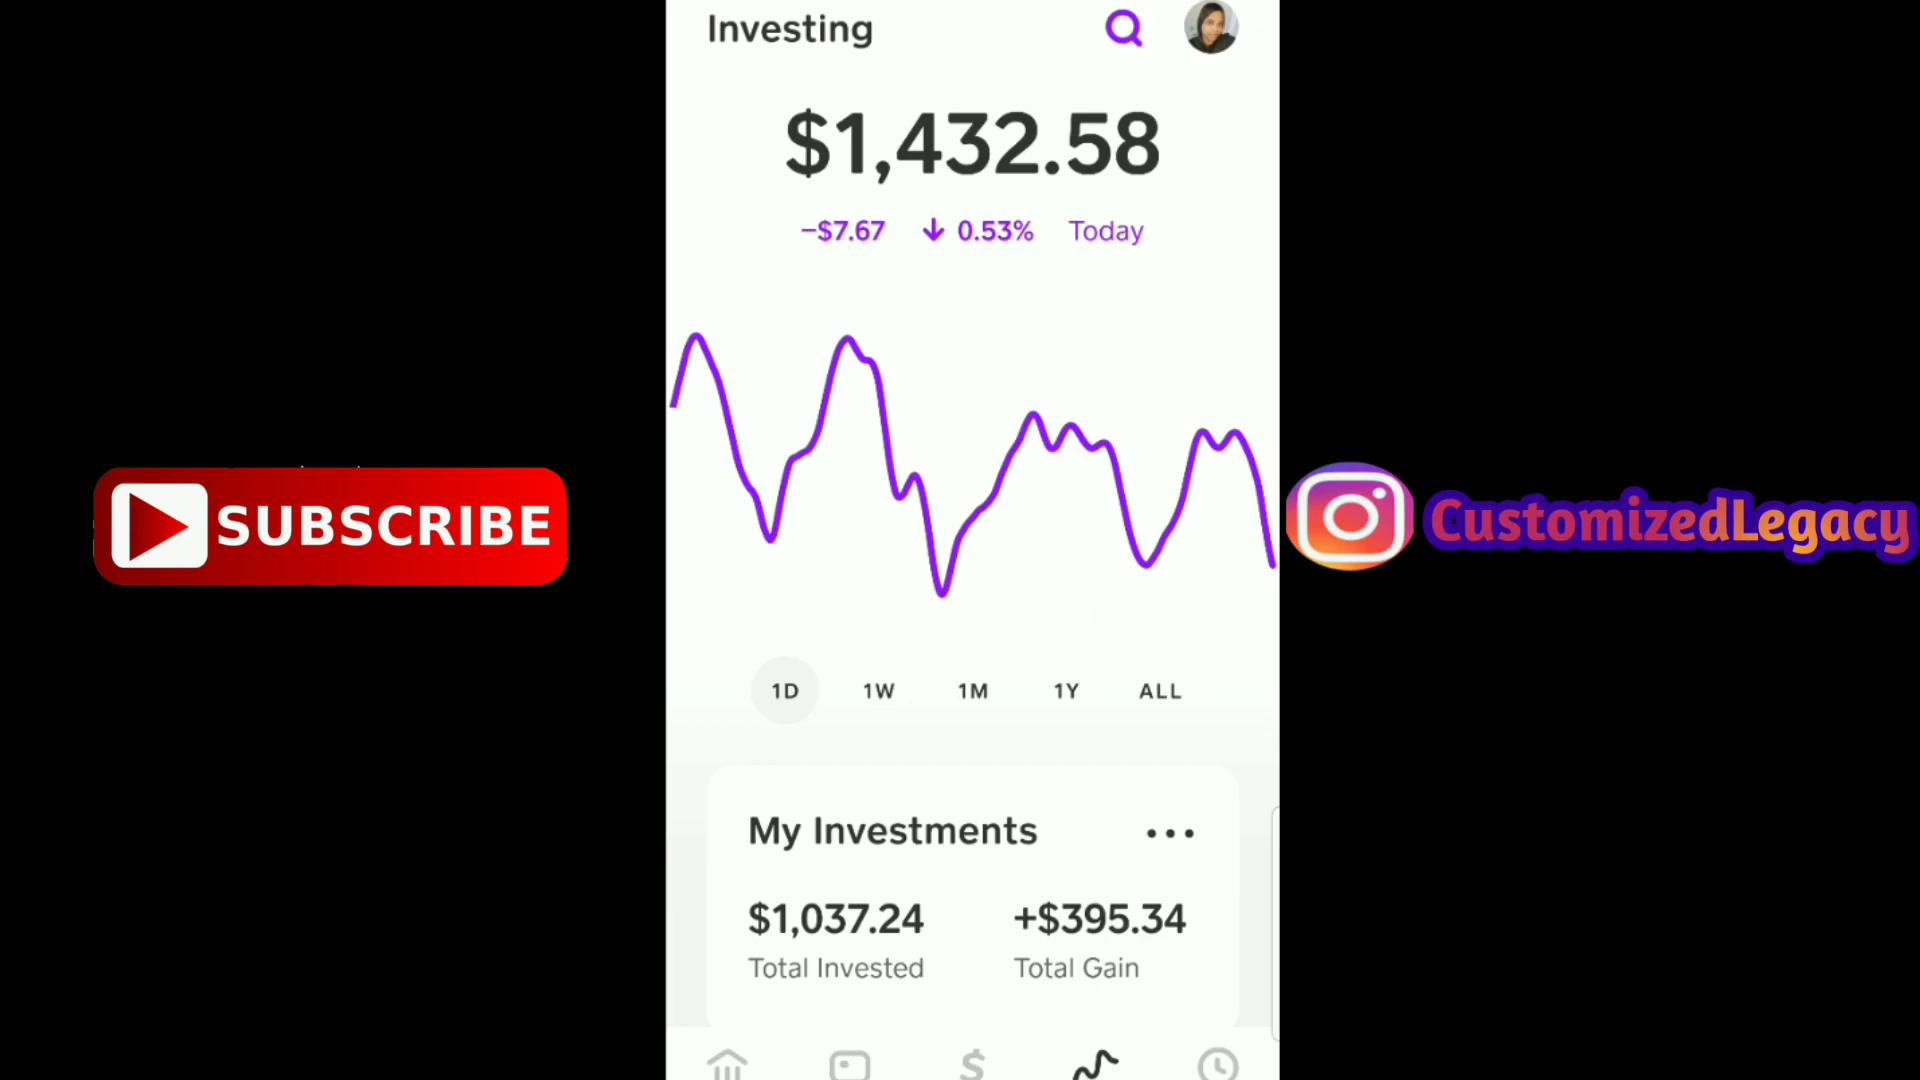 Investing
$1,432.58
–$7.67 ↓ 0.53% Today
SUBSCRIBE
CustomizedLegacy
1D 1W 1M 1Y ALL
My Investments
$1,037.24 +$395.34
Total Invested Total Gain
$